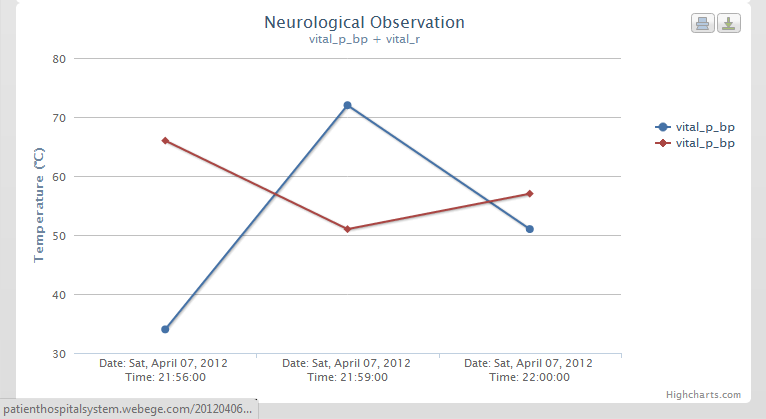 Neurological Observation
vital_p_bp + vital_r
80
70
60
50
40
30
Temperature (°C)
Date: Sat, April 07, 2012
Time: 21:56:00
Date: Sat, April 07, 2012
Time: 21:59:00
Date: Sat, April 07, 2012
Time: 22:00:00
vital_p_bp
vital_p_bp
Highcharts.com
patienthospitalsystem.webege.com/20120406...